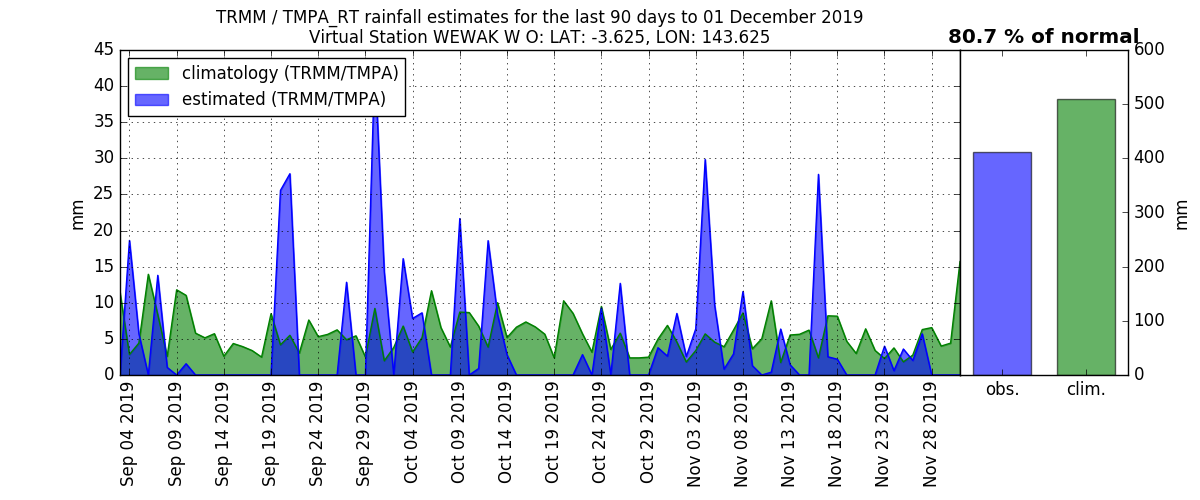 TRMM / TMPA_RT rainfall estimates for the last 90 days to 01 December 2019
Virtual Station WEWAK W O: LAT: -3.625, LON: 143.625
80.7 % of normal
climatology (TRMM/TMPA)
estimated (TRMM/TMPA)
mm
45
40
35
30
25
20
15
10
5
0
Sep 04 2019
Sep 09 2019
Sep 14 2019
Sep 19 2019
Sep 24 2019
Sep 29 2019
Oct 04 2019
Oct 09 2019
Oct 14 2019
Oct 19 2019
Oct 24 2019
Oct 29 2019
Nov 03 2019
Nov 08 2019
Nov 13 2019
Nov 18 2019
Nov 23 2019
Nov 28 2019
obs.
clim.
600
500
400
300
200
100
0
mm